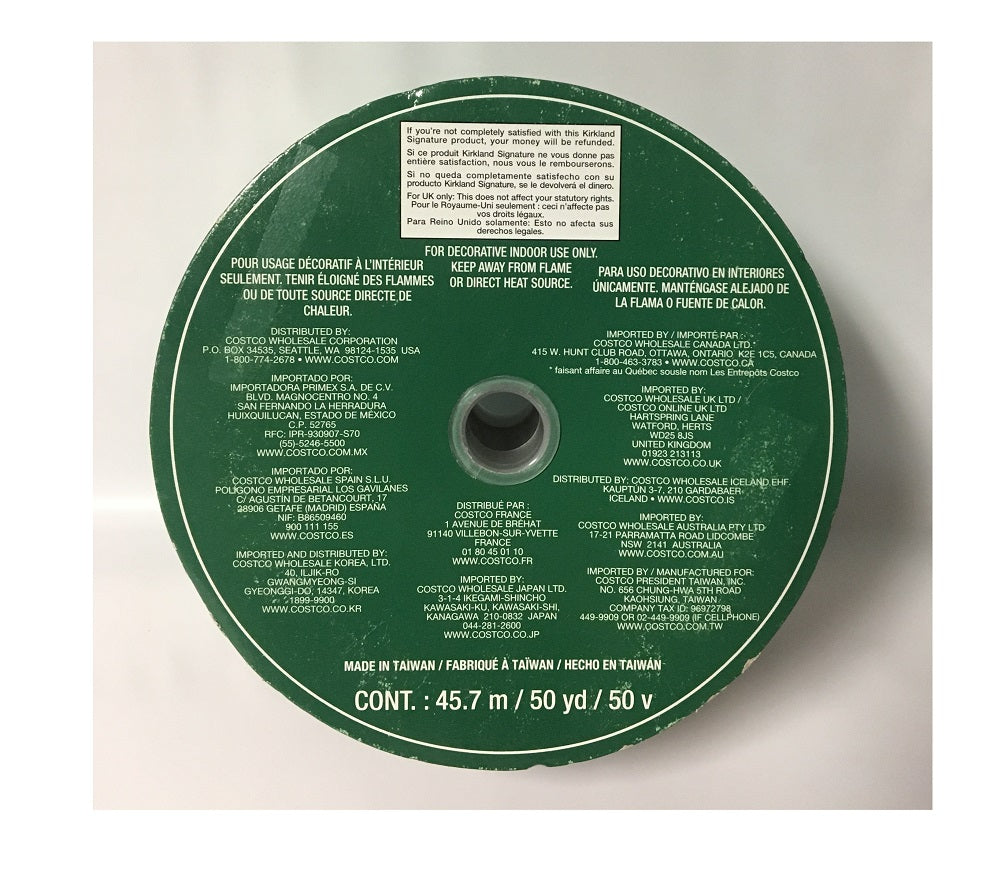 If you're not completely satisfied with this Kirkland
Signature product, your money will be refunded.
Si ce produit Kirkland Signature ne vous donne pas
entière satisfaction, nous vous le rembourserons.
Si no queda completamente satisfecho con su
producto Kirkland Signature, se le devolverá el dinero.
For UK only: This does not affect your statutory rights.
Pour le Royaume-Uni seulement : ceci n'affecte pas
vos droits légaux.
Para Reino Unido solamente: Esto no afecta sus
derechos legales.
FOR DECORATIVE INDOOR USE ONLY.
KEEP AWAY FROM FLAME
OR DIRECT HEAT SOURCE.
POUR USAGE DÉCORATIF À L'INTÉRIEUR
SEULEMENT. TENIR ÉLOIGNÉ DES FLAMMES
OU DE TOUTE SOURCE DIRECTE DE
CHALEUR.
PARA USO DECORATIVO EN INTERIORES
ÚNICAMENTE. MANTÉNGASE ALEJADO DE
LA FLAMA O FUENTE DE CALOR.
DISTRIBUTED BY:
COSTCO WHOLESALE CORPORATION
P.O. BOX 34535, SEATTLE, WA 98124-1535 USA
1-800-774-2678 • WWW.COSTCO.COM
IMPORTADO POR:
IMPORTADORA PRIMEX S.A. DE C.V.
BLVD. MAGNOCENTRO NO. 4
SAN FERNANDO LA HERRADURA
HUIXQUILUCAN, ESTADO DE MÉXICO
C.P. 52765
RFC: IPR-930907-S70
(55)-5246-5500
WWW.COSTCO.COM.MX
IMPORTADO POR:
COSTCO WHOLESALE SPAIN S.L.U.
POLÍGONO EMPRESARIAL LOS GAVILANES
C/ AGUSTÍN DE BETANCOURT, 17
28906 GETAFE (MADRID) ESPAÑA
NIF: B86509460
900 111 155
WWW.COSTCO.ES
IMPORTED AND DISTRIBUTED BY:
COSTCO WHOLESALE KOREA, LTD.
40, ILJIK-RO
GWANGMYEONG-SI
GYEONGGI-DO, 14347, KOREA
1899-9900
WWW.COSTCO.CO.KR
DISTRIBUÉ PAR :
COSTCO FRANCE
1 AVENUE DE BRÉHAT
91140 VILLEBON-SUR-YVETTE
FRANCE
01 80 45 01 10
WWW.COSTCO.FR
IMPORTED BY:
COSTCO WHOLESALE JAPAN LTD.
3-1-4 IKEGAMI-SHINCHO
KAWASAKI-KU, KAWASAKI-SHI,
KANAGAWA 210-0832 JAPAN
044-281-2600
WWW.COSTCO.CO.JP
IMPORTED BY / IMPORTÉ PAR :
COSTCO WHOLESALE CANADA LTD.*
415 W. HUNT CLUB ROAD, OTTAWA, ONTARIO K2E 1C5, CANADA
1-800-463-3783 • WWW.COSTCO.CA
* faisant affaire au Québec sousle nom Les Entrepôts Costco
IMPORTED BY:
COSTCO WHOLESALE UK LTD /
COSTCO ONLINE UK LTD
HARTSPRING LANE
WATFORD, HERTS
WD25 8JS
UNITED KINGDOM
01923 213113
WWW.COSTCO.CO.UK
DISTRIBUTED BY: COSTCO WHOLESALE ICELAND EHF.
KAUPTÚN 3-7, 210 GARDABAER
ICELAND • WWW.COSTCO.IS
IMPORTED BY:
COSTCO WHOLESALE AUSTRALIA PTY LTD
17-21 PARRAMATTA ROAD LIDCOMBE
NSW 2141 AUSTRALIA
WWW.COSTCO.COM.AU
IMPORTED BY / MANUFACTURED FOR:
COSTCO PRESIDENT TAIWAN, INC.
NO. 656 CHUNG-HWA 5TH ROAD
KAOHSIUNG, TAIWAN
COMPANY TAX ID: 96972798
449-9909 OR 02-449-9909 (IF CELLPHONE)
WWW.COSTCO.COM.TW
MADE IN TAIWAN / FABRIQUÉ À TAÏWAN / HECHO EN TAIWÁN
CONT. : 45.7 m / 50 yd / 50 v